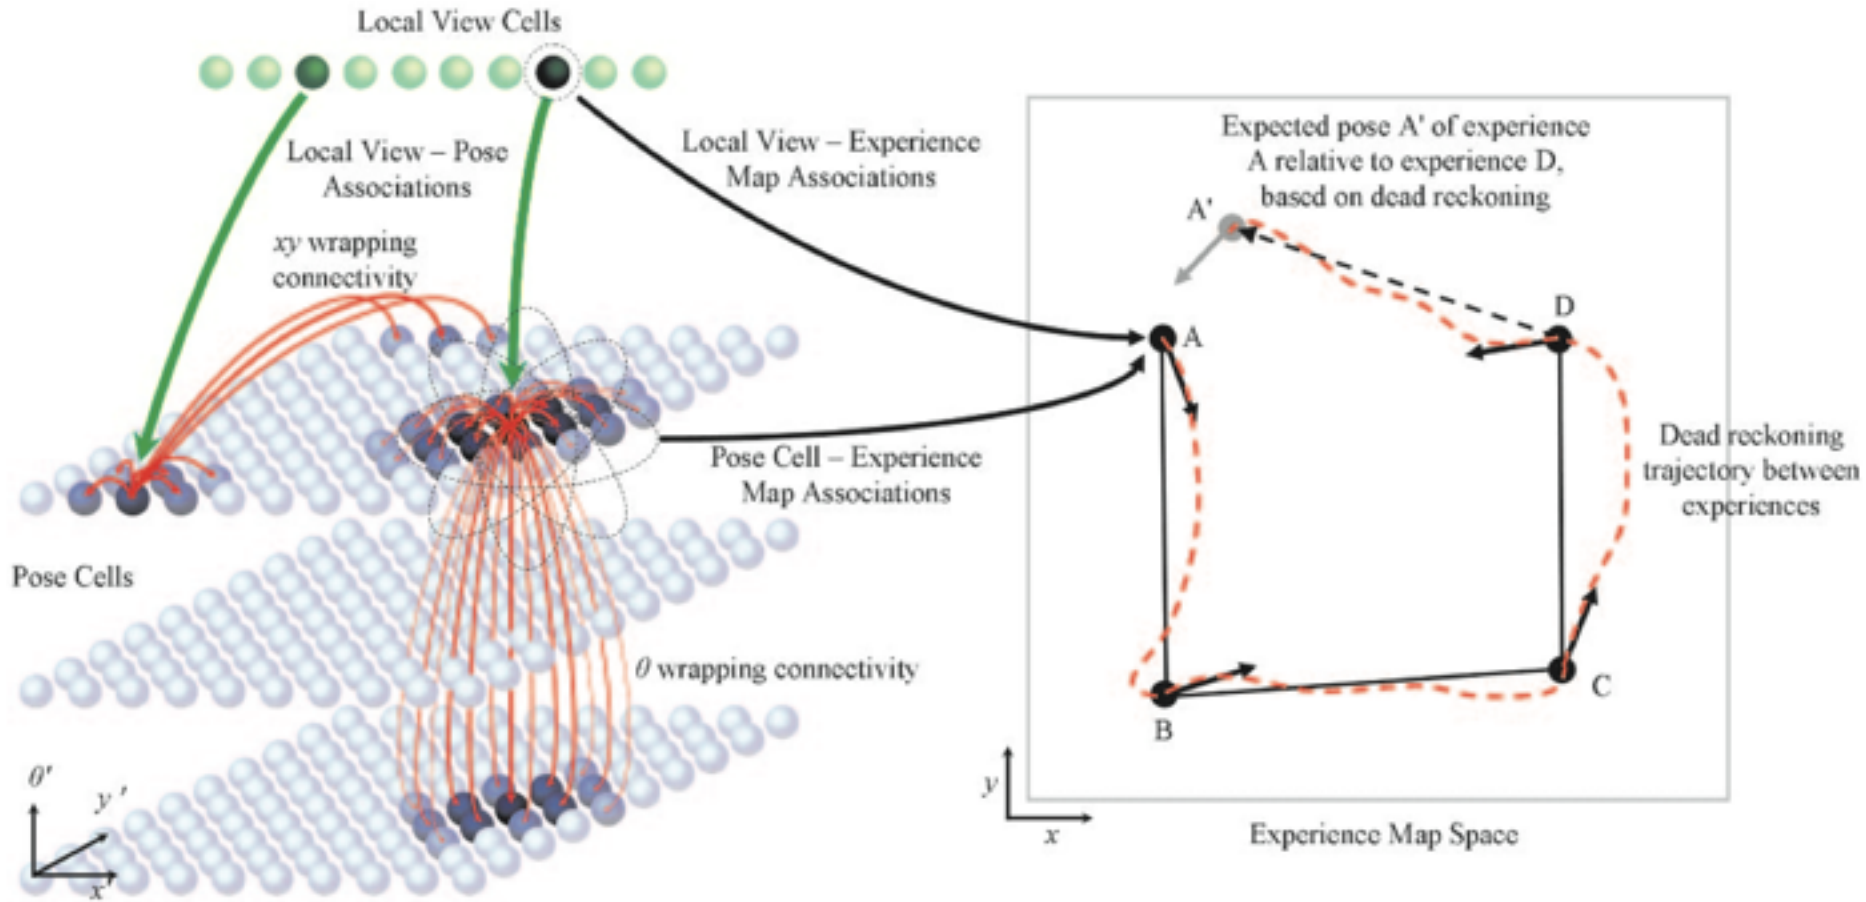 Local View Cells
Local View – Pose
Associations
Local View – Experience
Map Associations
xy wrapping
connectivity
Pose Cell – Experience
Map Associations
Pose Cells
θ wrapping connectivity
θ'
y'
x'
Expected pose A' of experience
A relative to experience D,
based on dead reckoning
A'
A
D
Dead reckoning
trajectory between
experiences
B
C
y
x
Experience Map Space